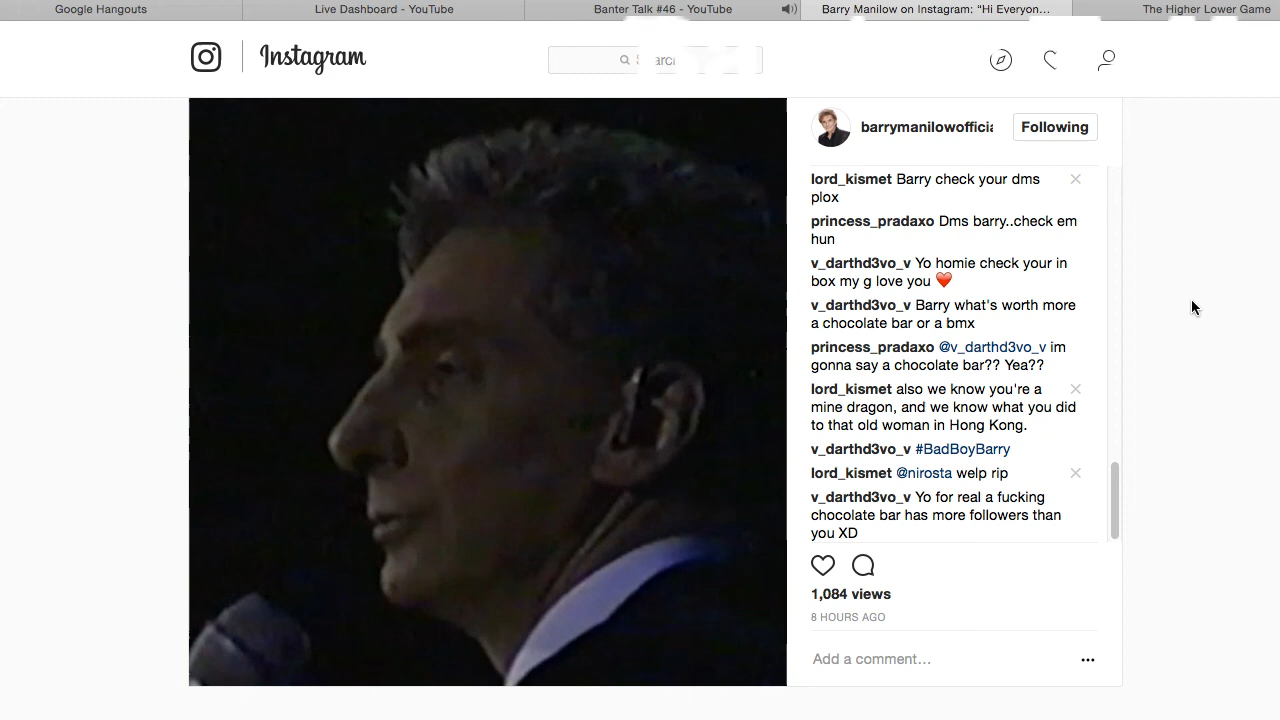 Google Hangouts
Live Dashboard - YouTube
Banter Talk #46 - YouTube
Barry Manilow on Instagram: “Hi Everyon...
The Higher Lower Game
Instagram
barrymanilowofficia
Following
lord_kismet Barry check your dms
plox
princess_pradaxo Dms barry..check em
hun
v_darthd3vo_v Yo homie check your in
box my g love you ❤️
v_darthd3vo_v Barry what's worth more
a chocolate bar or a bmx
princess_pradaxo @v_darthd3vo_v im
gonna say a chocolate bar?? Yea??
lord_kismet also we know you're a
mine dragon, and we know what you did
to that old woman in Hong Kong.
v_darthd3vo_v #BadBoyBarry
lord_kismet @nirosta welp rip
v_darthd3vo_v Yo for real a fucking
chocolate bar has more followers than
you XD
1,084 views
8 HOURS AGO
Add a comment...